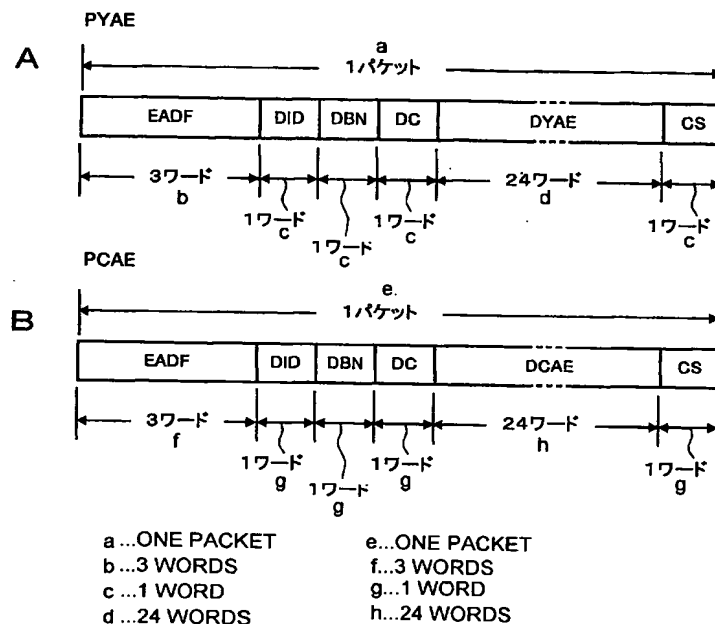 PYAE
A
a
1パケット
EADF DID DBN DC DYAE CS
3ワード 24ワード
b d
1ワード 1ワード 1ワード 1ワード
c c c c
PCAE
B
e.
1パケット
EADF DID DBN DC DCAE CS
3ワード 24ワード
f h
1ワード 1ワード 1ワード 1ワード
g g g g
a ...ONE PACKET e...ONE PACKET
b ...3 WORDS f...3 WORDS
c ...1 WORD g...1 WORD
d ...24 WORDS h...24 WORDS